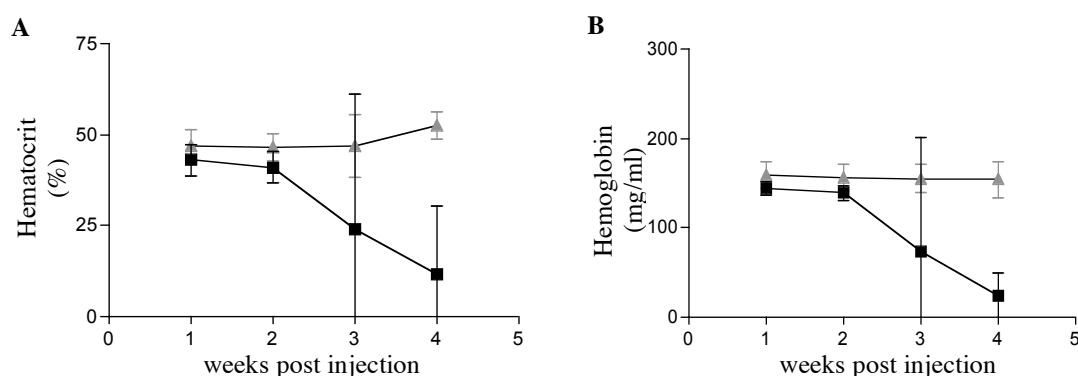 A
75
50
25
0
Hematocrit
(%)
0 1 2 3 4 5
weeks post injection
B
300
200
100
0
Hemoglobin
(mg/ml)
0 1 2 3 4 5
weeks post injection